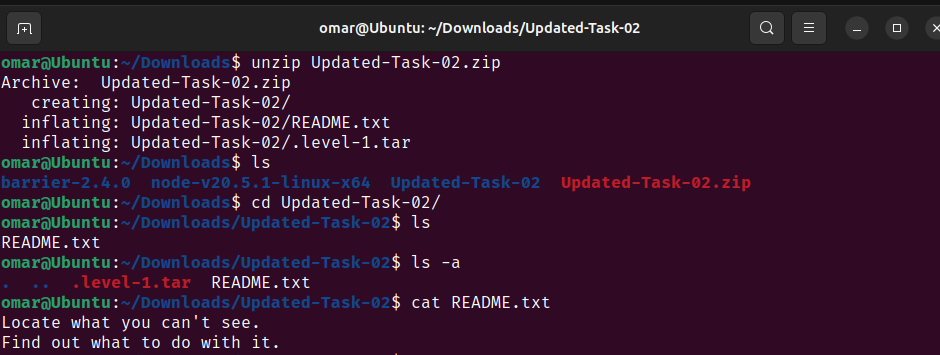 omar@Ubuntu: ~/Downloads/Updated-Task-02
omar@Ubuntu:~/Downloads$ unzip Updated-Task-02.zip
Archive:  Updated-Task-02.zip
   creating: Updated-Task-02/
  inflating: Updated-Task-02/README.txt
  inflating: Updated-Task-02/.level-1.tar
omar@Ubuntu:~/Downloads$ ls
barrier-2.4.0  node-v20.5.1-linux-x64  Updated-Task-02  Updated-Task-02.zip
omar@Ubuntu:~/Downloads$ cd Updated-Task-02/
omar@Ubuntu:~/Downloads/Updated-Task-02$ ls
README.txt
omar@Ubuntu:~/Downloads/Updated-Task-02$ ls -a
.  ..  .level-1.tar  README.txt
omar@Ubuntu:~/Downloads/Updated-Task-02$ cat README.txt
Locate what you can't see.
Find out what to do with it.